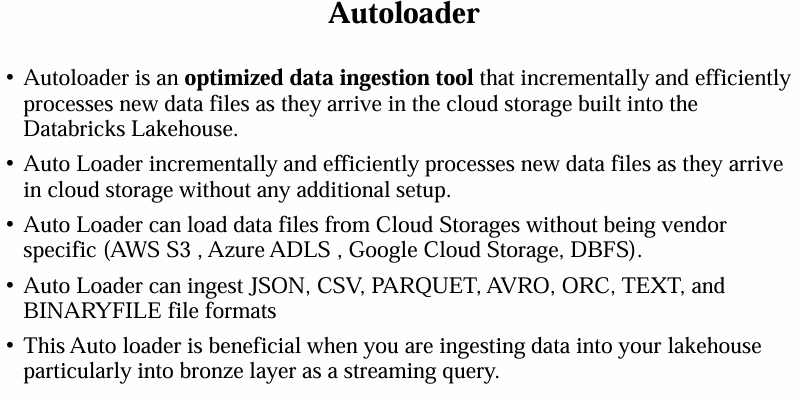 Autoloader
• Autoloader is an optimized data ingestion tool that incrementally and efficiently
processes new data files as they arrive in the cloud storage built into the
Databricks Lakehouse.
• Auto Loader incrementally and efficiently processes new data files as they arrive
in cloud storage without any additional setup.
• Auto Loader can load data files from Cloud Storages without being vendor
specific (AWS S3 , Azure ADLS , Google Cloud Storage, DBFS).
• Auto Loader can ingest JSON, CSV, PARQUET, AVRO, ORC, TEXT, and
BINARYFILE file formats
• This Auto loader is beneficial when you are ingesting data into your lakehouse
particularly into bronze layer as a streaming query.